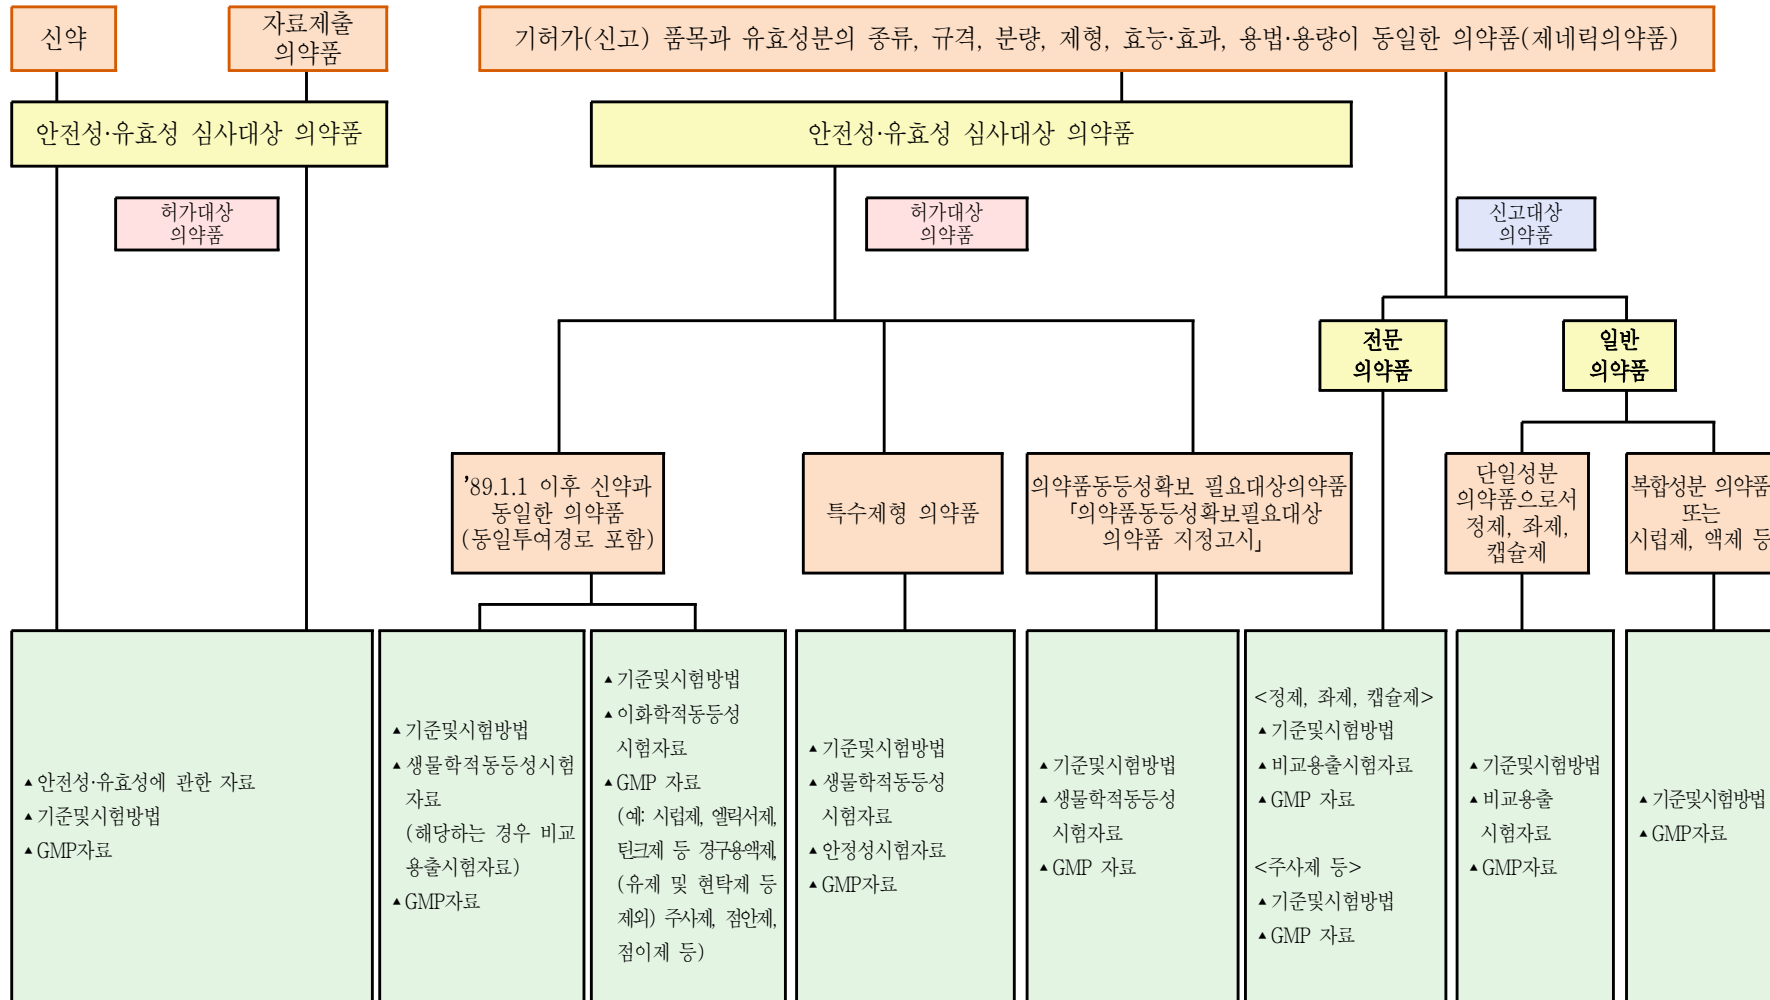 신약
자료제출
의약품
기허가(신고) 품목과 유효성분의 종류, 규격, 분량, 제형, 효능·효과, 용법·용량이 동일한 의약품(제네릭의약품)
안전성·유효성 심사대상 의약품
안전성·유효성 심사대상 의약품
허가대상
의약품
허가대상
의약품
신고대상
의약품
전문
의약품
일반
의약품
'89.1.1 이후 신약과
동일한 의약품
(동일투여경로 포함)
특수제형 의약품
의약품동등성확보 필요대상의약품
「의약품동등성확보필요대상
의약품 지정고시」
단일성분
의약품으로서
정제, 좌제,
캡슐제
복합성분 의약품
또는
시럽제, 액제 등
▲안전성·유효성에 관한 자료
▲기준및시험방법
▲GMP자료
▲기준및시험방법
▲생물학적동등성시험
자료
(해당하는 경우 비교
용출시험자료)
▲GMP자료
▲기준및시험방법
▲이화학적동등성
시험자료
▲GMP 자료
(예: 시럽제, 엘릭서제,
틴크제 등 경구용액제,
(유제 및 현탁제 등
제외) 주사제, 점안제,
점이제 등)
▲기준및시험방법
▲생물학적동등성
시험자료
▲안정성시험자료
▲GMP자료
▲기준및시험방법
▲생물학적동등성
시험자료
▲GMP 자료
<정제, 좌제, 캡슐제>
▲기준및시험방법
▲비교용출시험자료
▲GMP 자료
<주사제 등>
▲기준및시험방법
▲GMP 자료
▲기준및시험방법
▲비교용출
시험자료
▲GMP자료
▲기준및시험방법
▲GMP자료